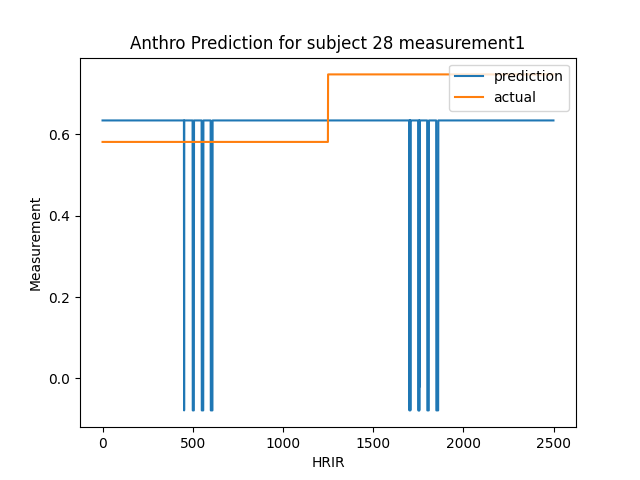 Anthro Prediction for subject 28 measurement1
prediction
actual
0.6
0.4
0.2
0.0
Measurement
0
500
1000
1500
2000
2500
HRIR